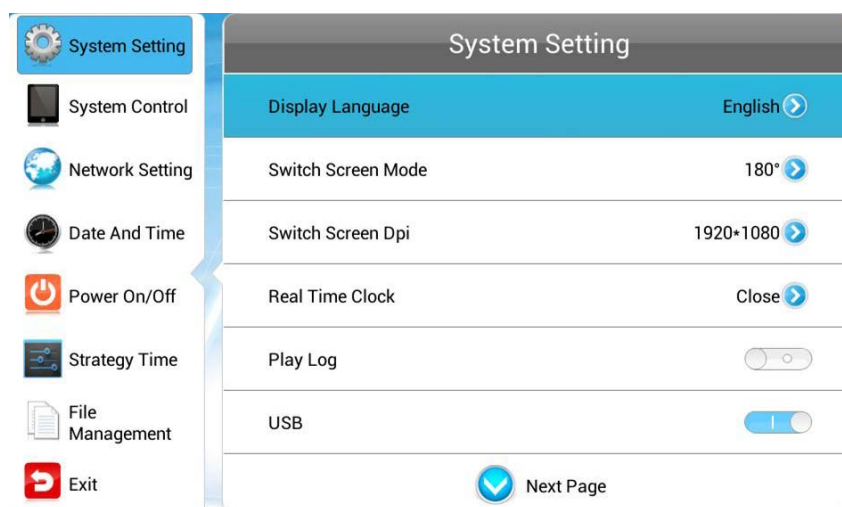 System Setting
System Control
Network Setting
Date And Time
Power On/Off
Strategy Time
File
Management
Exit
System Setting
Display Language English
Switch Screen Mode 180°
Switch Screen Dpi 1920*1080
Real Time Clock Close
Play Log
USB
Next Page